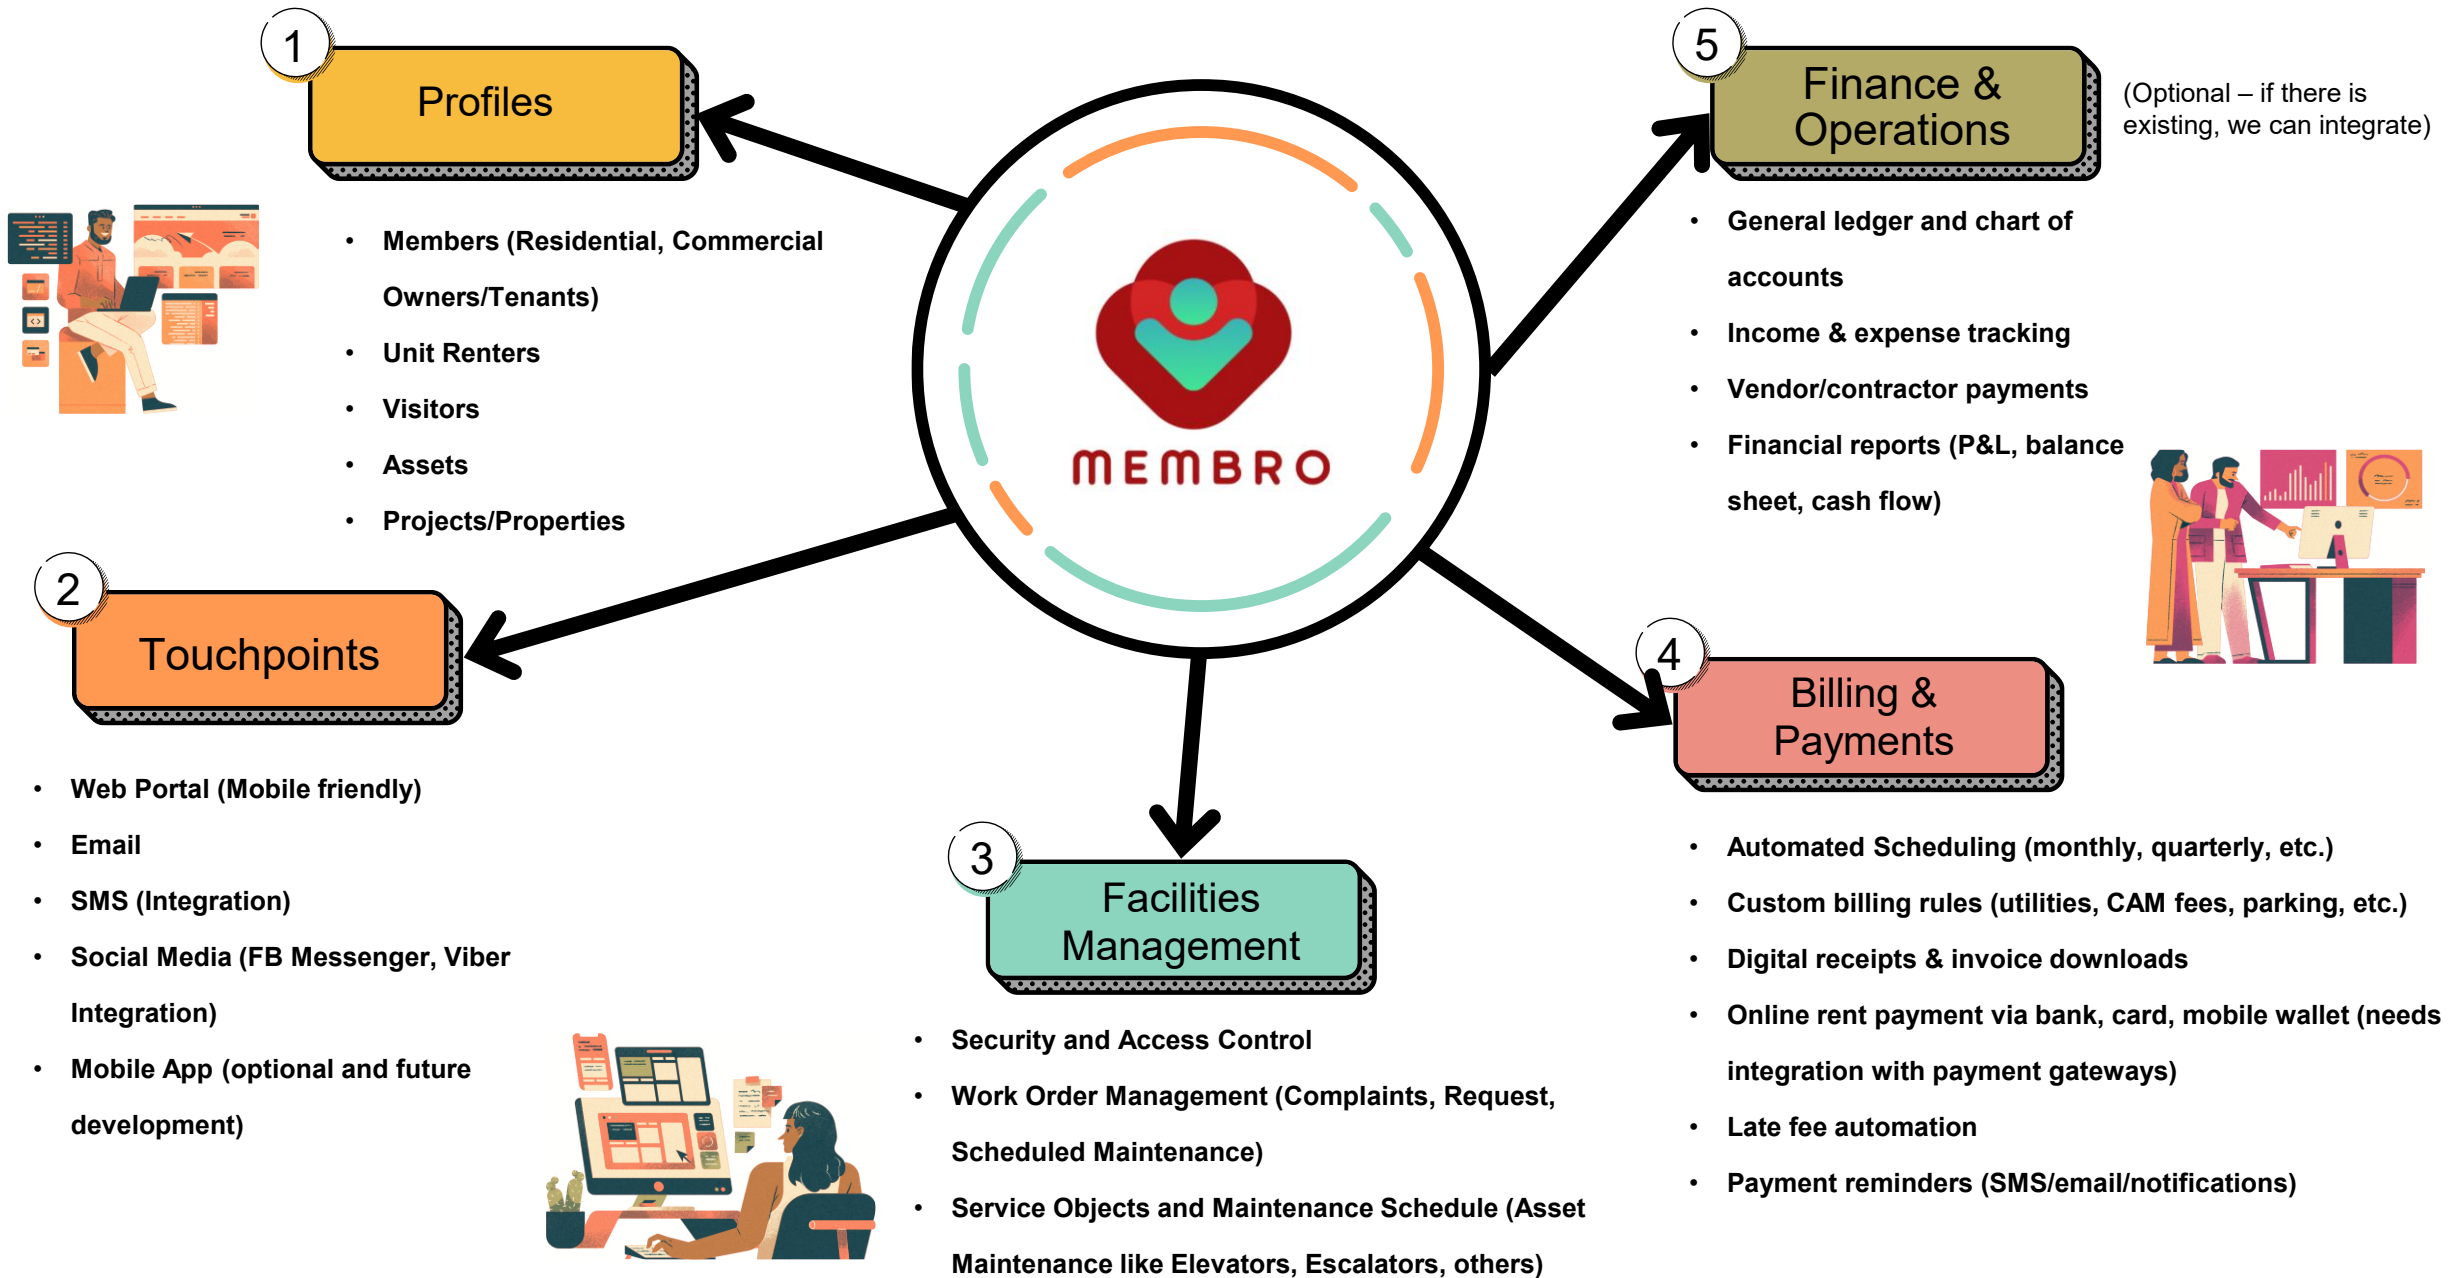 1
Profiles
• Members (Residential, Commercial
Owners/Tenants)
• Unit Renters
• Visitors
• Assets
• Projects/Properties
2
Touchpoints
• Web Portal (Mobile friendly)
• Email
• SMS (Integration)
• Social Media (FB Messenger, Viber
Integration)
• Mobile App (optional and future
development)
MEMBRO
3
Facilities
Management
• Security and Access Control
• Work Order Management (Complaints, Request,
Scheduled Maintenance)
• Service Objects and Maintenance Schedule (Asset
Maintenance like Elevators, Escalators, others)
4
Billing &
Payments
• Automated Scheduling (monthly, quarterly, etc.)
• Custom billing rules (utilities, CAM fees, parking, etc.)
• Digital receipts & invoice downloads
• Online rent payment via bank, card, mobile wallet (needs
integration with payment gateways)
• Late fee automation
• Payment reminders (SMS/email/notifications)
5
Finance &
Operations
(Optional – if there is
existing, we can integrate)
• General ledger and chart of
accounts
• Income & expense tracking
• Vendor/contractor payments
• Financial reports (P&L, balance
sheet, cash flow)